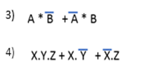 3) A * B̅ + A̅ * B
4) X.Y.Z + X. Y̅ + X̅.Z